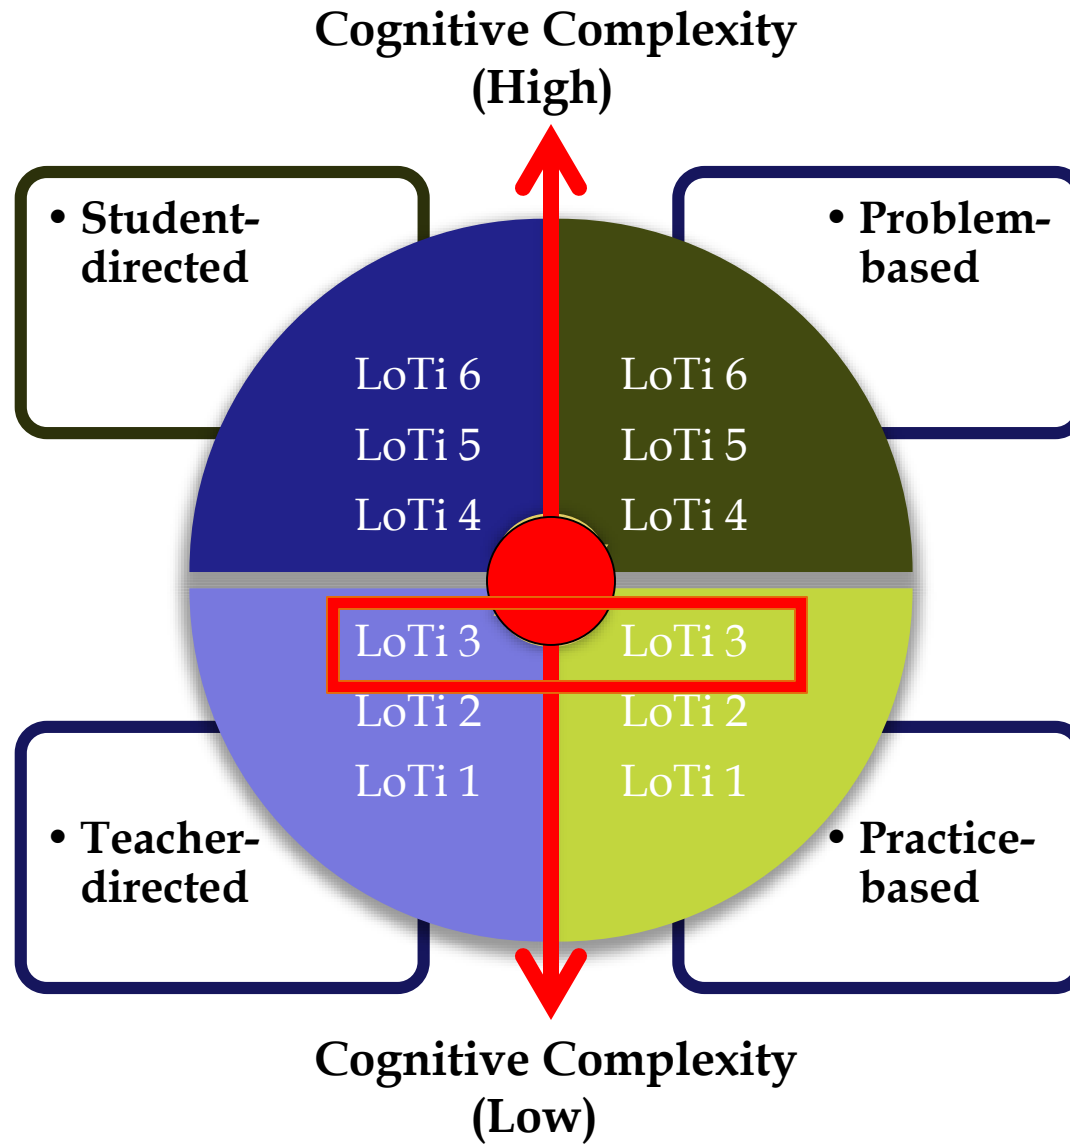 Cognitive Complexity
(High)
• Student-
directed
• Problem-
based
LoTi 6
LoTi 5
LoTi 4
LoTi 6
LoTi 5
LoTi 4
LoTi 3
LoTi 2
LoTi 1
LoTi 3
LoTi 2
LoTi 1
• Teacher-
directed
• Practice-
based
Cognitive Complexity
(Low)